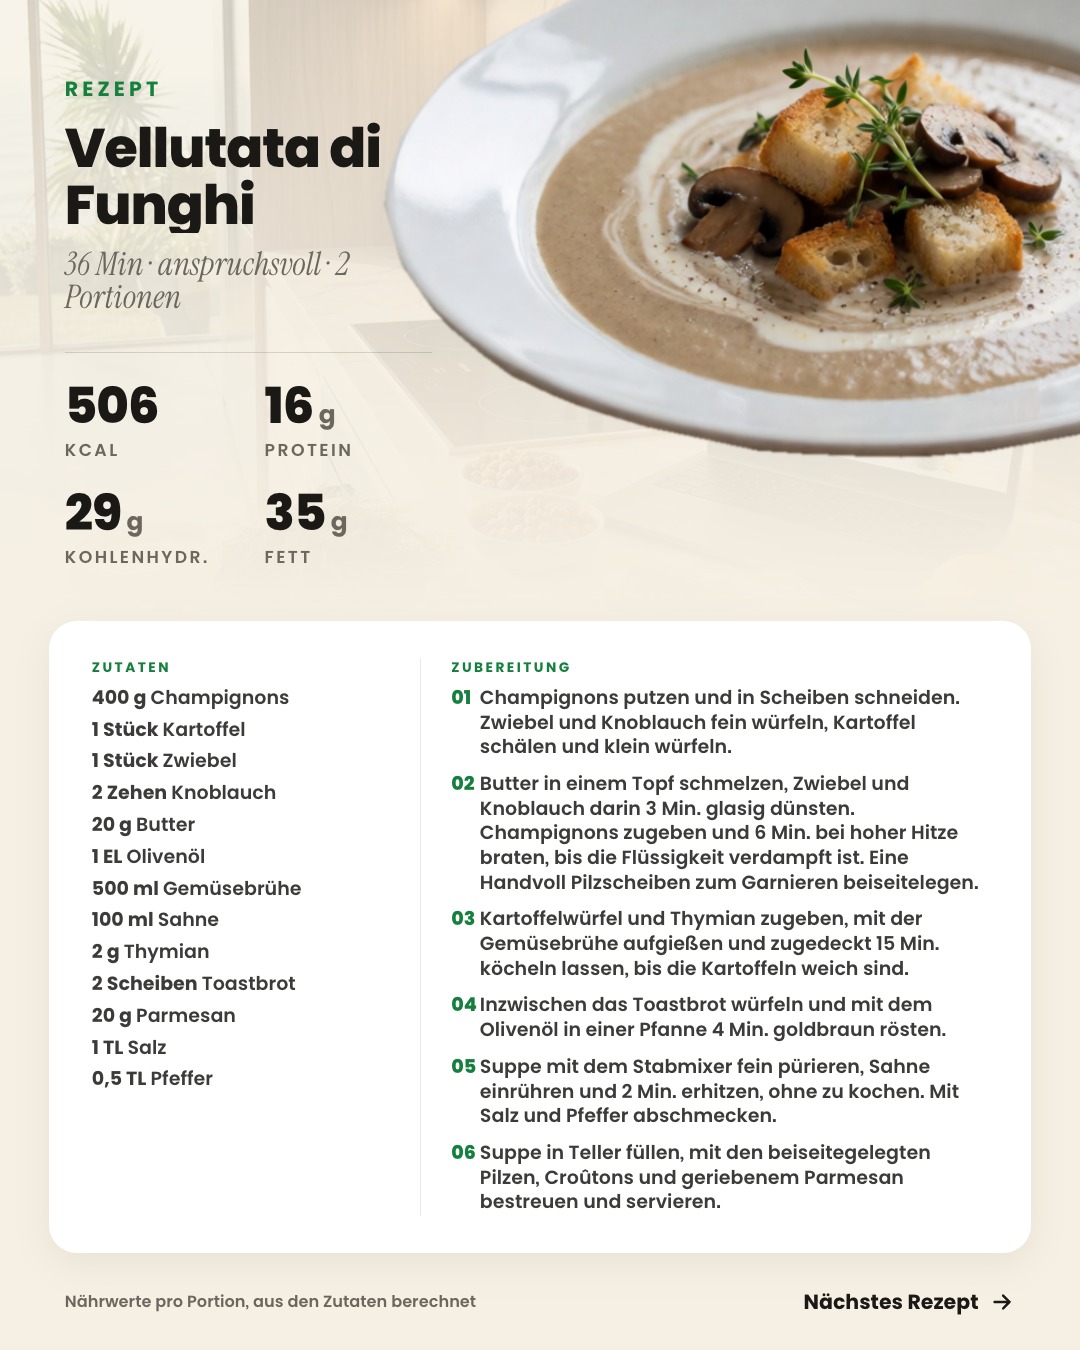 REZEPT
Vellutata di
Funghi
36 Min · anspruchsvoll · 2
Portionen
506
KCAL
16 g
PROTEIN
29 g
KOHLENHYDR.
35 g
FETT
ZUTATEN
400 g Champignons
1 Stück Kartoffel
1 Stück Zwiebel
2 Zehen Knoblauch
20 g Butter
1 EL Olivenöl
500 ml Gemüsebrühe
100 ml Sahne
2 g Thymian
2 Scheiben Toastbrot
20 g Parmesan
1 TL Salz
0,5 TL Pfeffer
ZUBEREITUNG
01 Champignons putzen und in Scheiben schneiden.
Zwiebel und Knoblauch fein würfeln, Kartoffel
schälen und klein würfeln.
02 Butter in einem Topf schmelzen, Zwiebel und
Knoblauch darin 3 Min. glasig dünsten.
Champignons zugeben und 6 Min. bei hoher Hitze
braten, bis die Flüssigkeit verdampft ist. Eine
Handvoll Pilzscheiben zum Garnieren beiseitelegen.
03 Kartoffelwürfel und Thymian zugeben, mit der
Gemüsebrühe aufgießen und zugedeckt 15 Min.
köcheln lassen, bis die Kartoffeln weich sind.
04 Inzwischen das Toastbrot würfeln und mit dem
Olivenöl in einer Pfanne 4 Min. goldbraun rösten.
05 Suppe mit dem Stabmixer fein pürieren, Sahne
einrühren und 2 Min. erhitzen, ohne zu kochen. Mit
Salz und Pfeffer abschmecken.
06 Suppe in Teller füllen, mit den beiseitegelegten
Pilzen, Croûtons und geriebenem Parmesan
bestreuen und servieren.
Nährwerte pro Portion, aus den Zutaten berechnet
Nächstes Rezept →